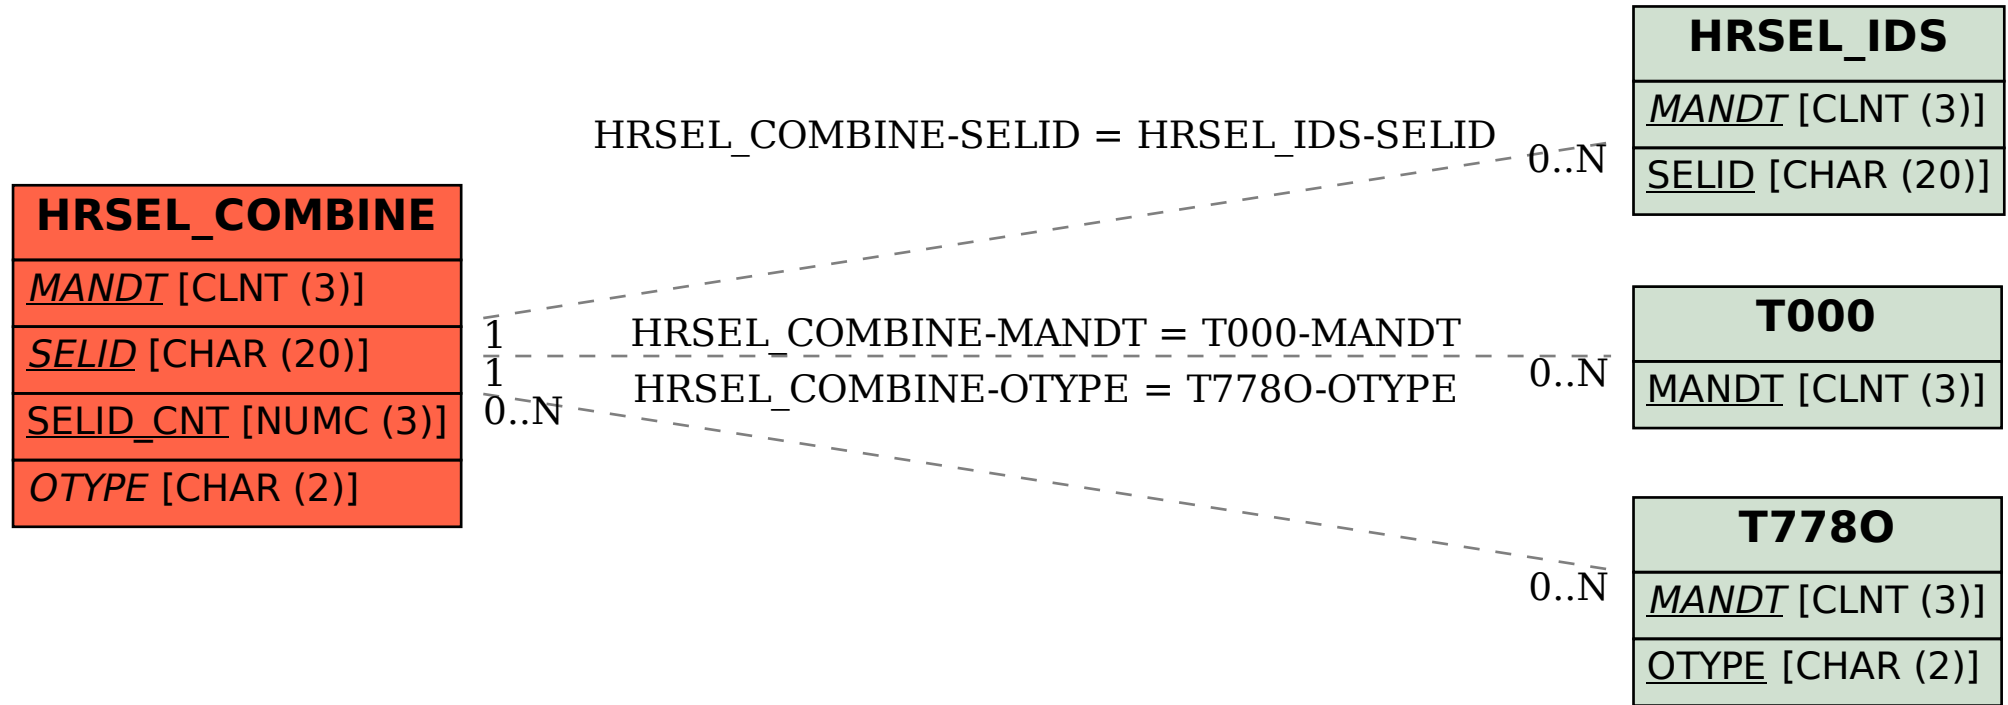 HRSEL_COMBINE
MANDT [CLNT (3)]
SELID [CHAR (20)]
SELID_CNT [NUMC (3)]
OTYPE [CHAR (2)]
HRSEL_COMBINE-SELID = HRSEL_IDS-SELID
1
0..N
HRSEL_COMBINE-MANDT = T000-MANDT
1
0..N
HRSEL_COMBINE-OTYPE = T778O-OTYPE
0..N
0..N
HRSEL_IDS
MANDT [CLNT (3)]
SELID [CHAR (20)]
T000
MANDT [CLNT (3)]
T778O
MANDT [CLNT (3)]
OTYPE [CHAR (2)]